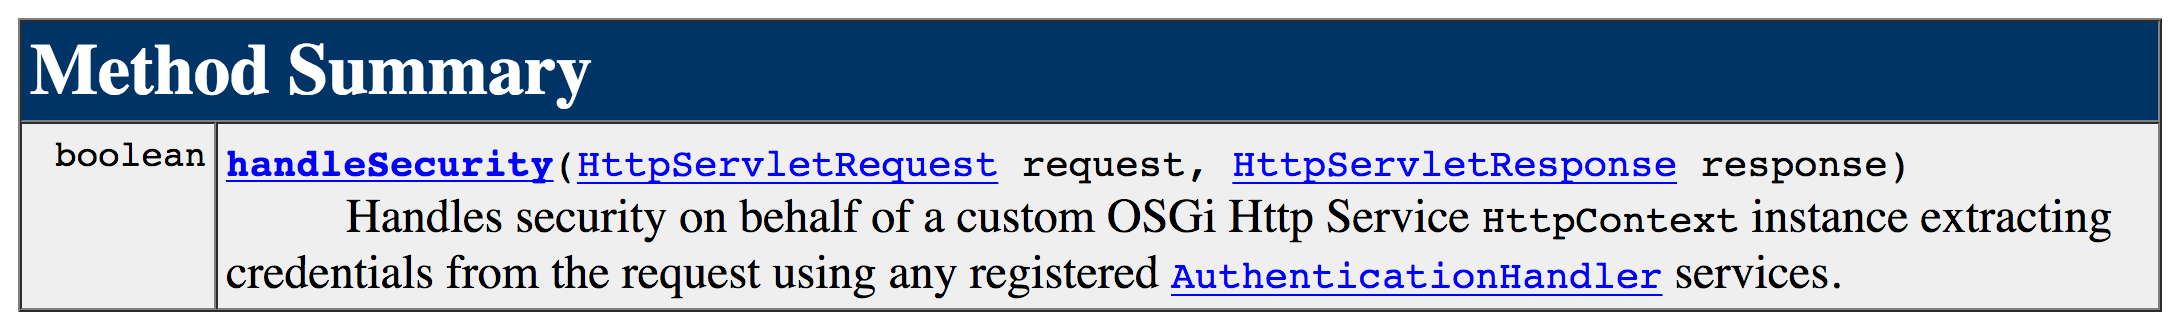 Method Summary
boolean
handleSecurity(HttpServletRequest request, HttpServletResponse response)
Handles security on behalf of a custom OSGi Http Service HttpContext instance extracting
credentials from the request using any registered AuthenticationHandler services.